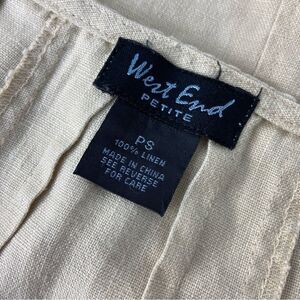 West End
PETITE
PS
100% LINEN
MADE IN CHINA
SEE REVERSE
FOR CARE